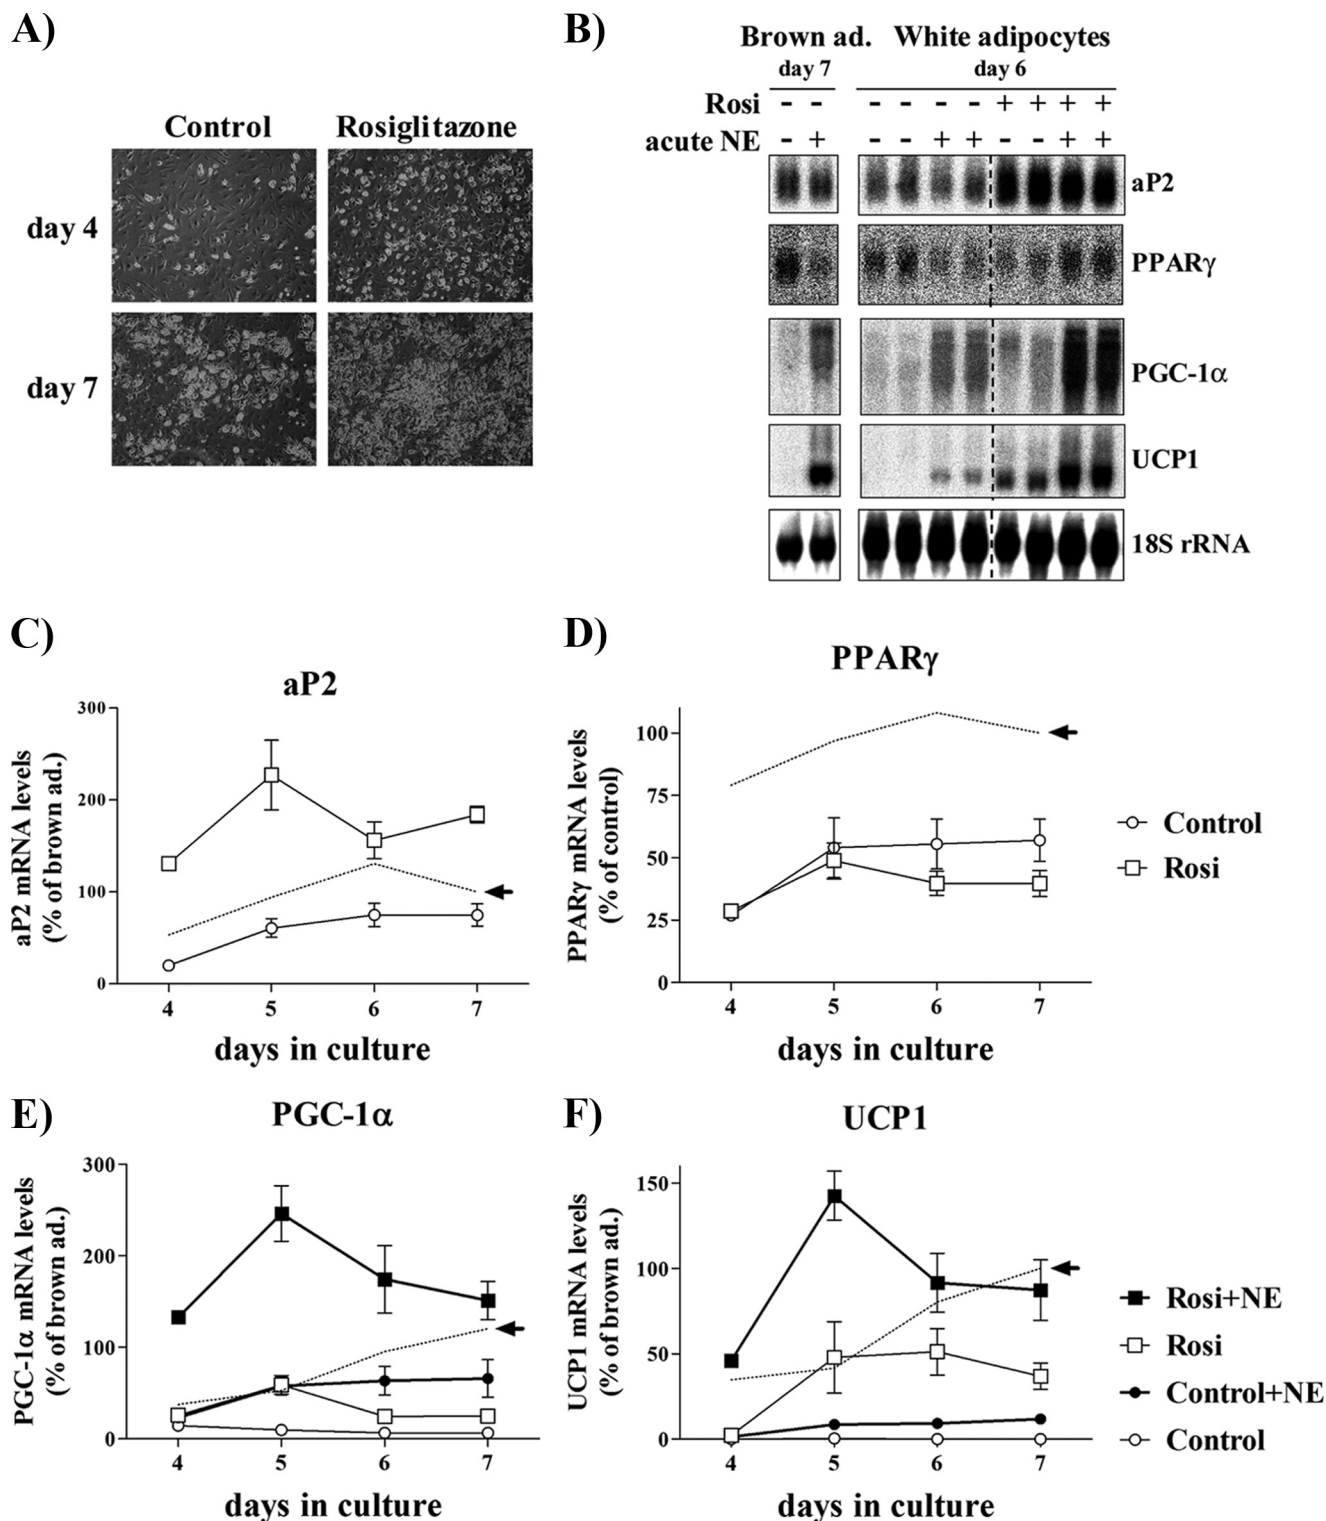 A)
Control Rosiglitazone
day 4
day 7
B)
Brown ad. White adipocytes
day 7 day 6
Rosi - - - - - - + + + +
acute NE - + - - + + - - + +
aP2
PPARγ
PGC-1α
UCP1
18S rRNA
C)
aP2
aP2 mRNA levels
(% of brown ad.)
300
200
100
0
4 5 6 7
days in culture
D)
PPARγ
PPARγ mRNA levels
(% of control)
100
75
50
25
0
4 5 6 7
days in culture
Control
Rosi
E)
PGC-1α
PGC-1α mRNA levels
(% of brown ad.)
300
200
100
0
4 5 6 7
days in culture
F)
UCP1
UCP1 mRNA levels
(% of brown ad.)
150
100
50
0
4 5 6 7
days in culture
Rosi+NE
Rosi
Control+NE
Control